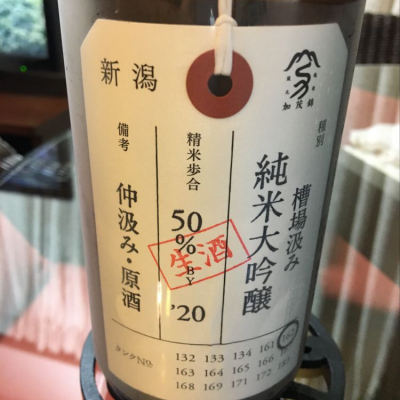 加茂錦
種別
槽場汲み
純米大吟醸
精米歩合
50%
BY
'20
生酒
新潟
備考
仲汲み・原酒
タンクNo.
132 133 134 161
163 164 165 166
168 169 171 172